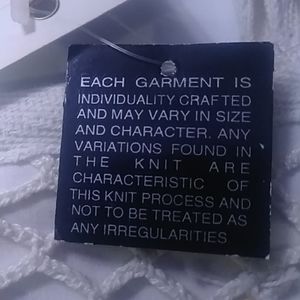 EACH GARMENT IS
INDIVIDUALITY CRAFTED
AND MAY VARY IN SIZE
AND CHARACTER. ANY
VARIATIONS FOUND IN
THE KNIT ARE
CHARACTERISTIC OF
THIS KNIT PROCESS AND
NOT TO BE TREATED AS
ANY IRREGULARITIES